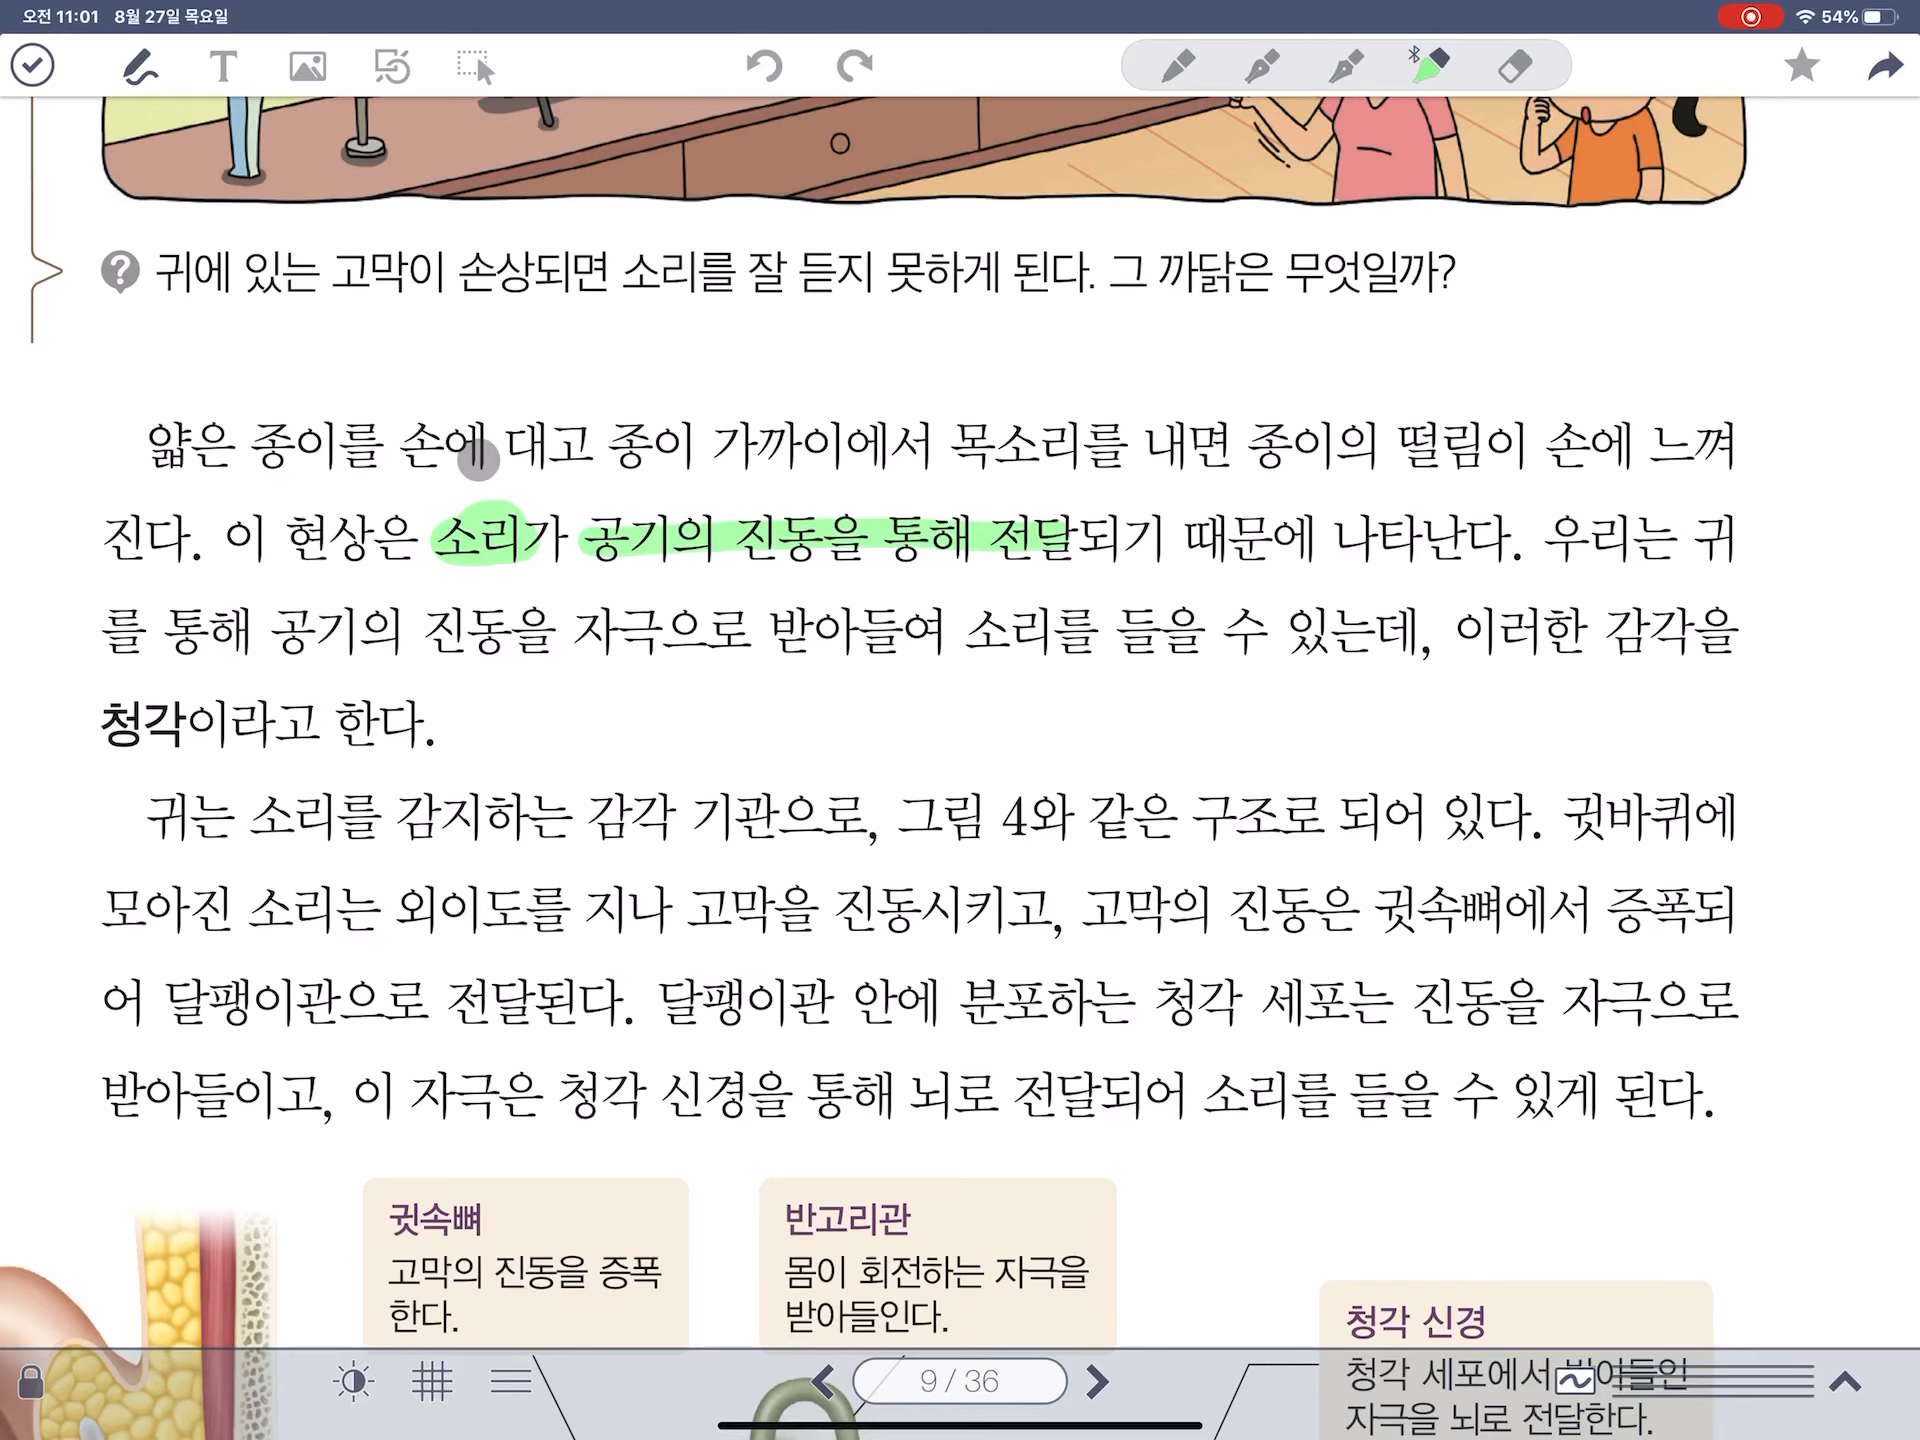 오전 11:01 8월 27일 목요일
54%
T
귀에 있는 고막이 손상되면 소리를 잘 듣지 못하게 된다. 그 까닭은 무엇일까?
얇은 종이를 손에 대고 종이 가까이에서 목소리를 내면 종이의 떨림이 손에 느껴
진다. 이 현상은 소리가 공기의 진동을 통해 전달되기 때문에 나타난다. 우리는 귀
를 통해 공기의 진동을 자극으로 받아들여 소리를 들을 수 있는데, 이러한 감각을
청각이라고 한다.
귀는 소리를 감지하는 감각 기관으로, 그림 4와 같은 구조로 되어 있다. 귓바퀴에
모아진 소리는 외이도를 지나 고막을 진동시키고, 고막의 진동은 귓속뼈에서 증폭되
어 달팽이관으로 전달된다. 달팽이관 안에 분포하는 청각 세포는 진동을 자극으로
받아들이고, 이 자극은 청각 신경을 통해 뇌로 전달되어 소리를 들을 수 있게 된다.
귓속뼈
고막의 진동을 증폭
한다.
반고리관
몸이 회전하는 자극을
받아들인다.
청각 신경
청각 세포에서 받아들인
자극을 뇌로 전달한다.
9 / 36